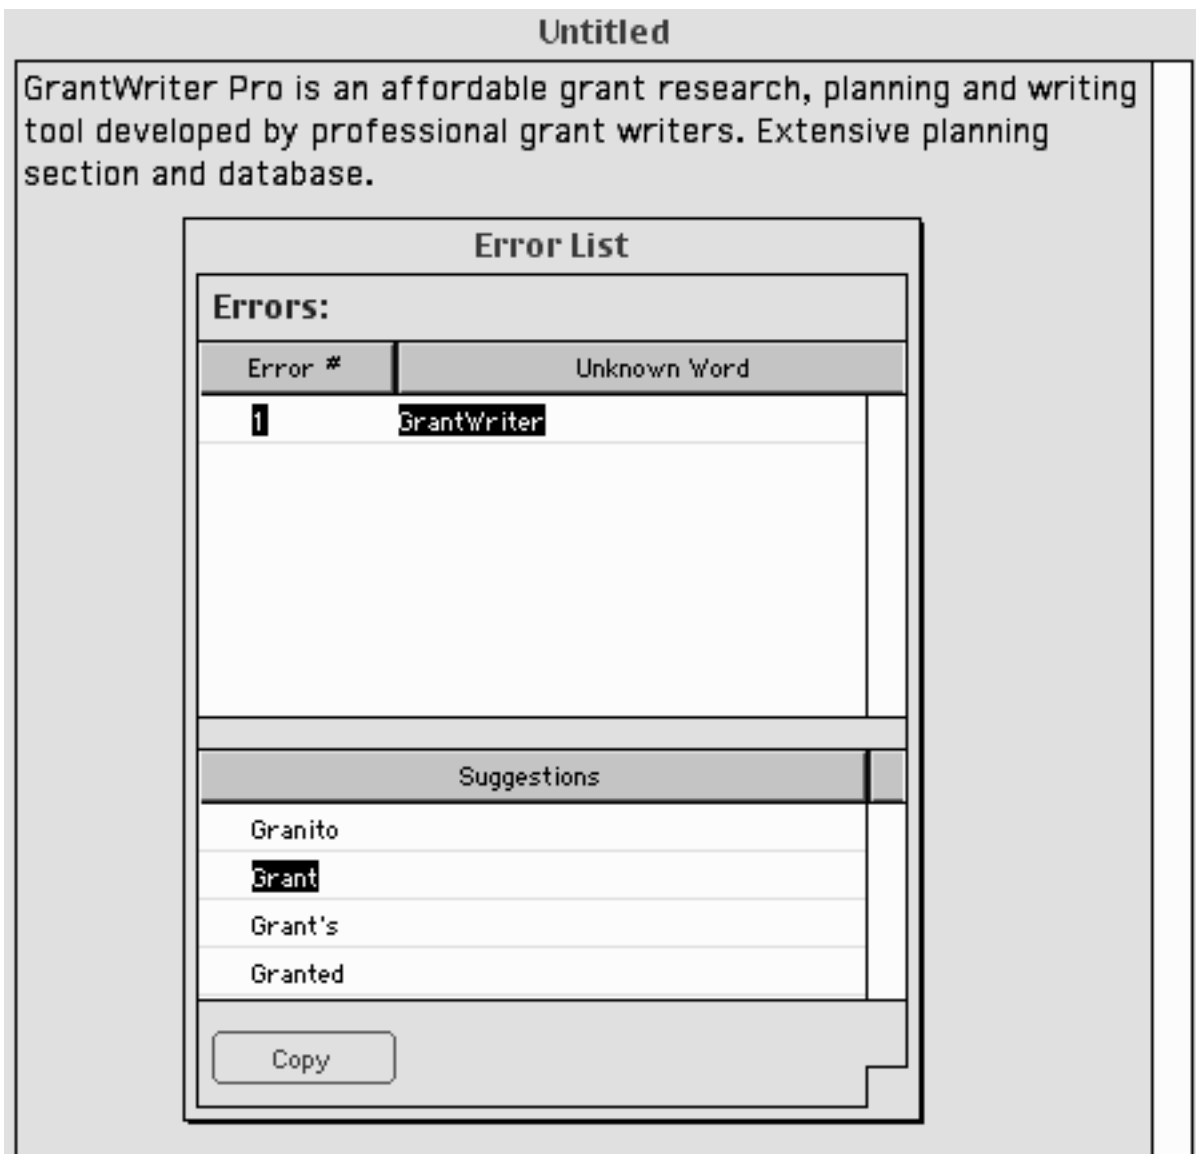 Untitled
GrantWriter Pro is an affordable grant research, planning and writing
tool developed by professional grant writers. Extensive planning
section and database.
Error List
Errors:
Error # Unknown Word
1 GrantWriter
Suggestions
Granito
Grant
Grant's
Granted
Copy